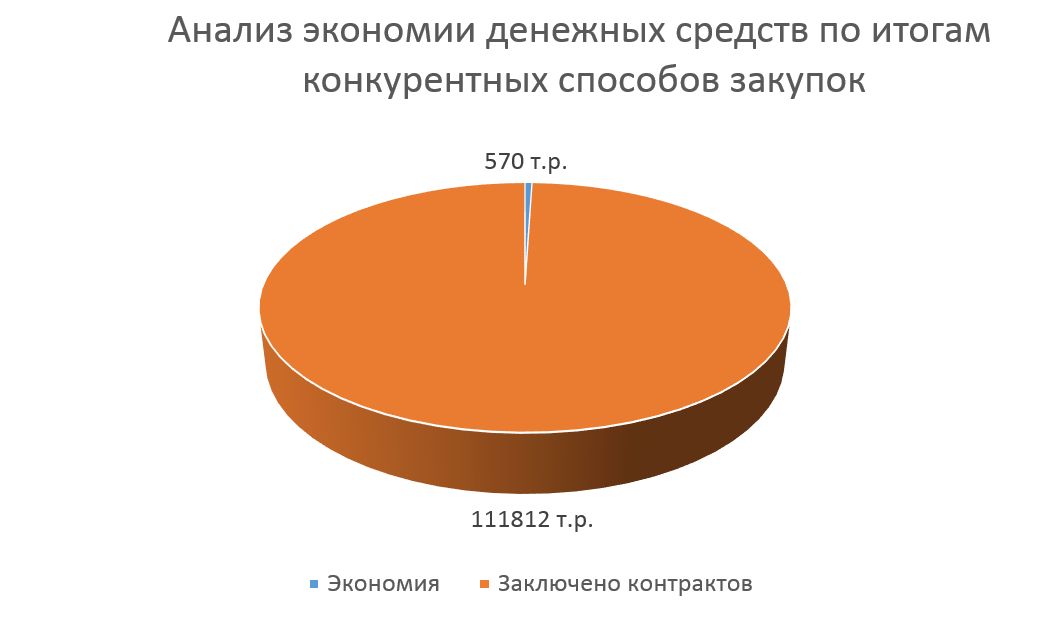 Анализ экономии денежных средств по итогам
конкурентных способов закупок
570 т.р.
111812 т.р.
Экономия
Заключено контрактов